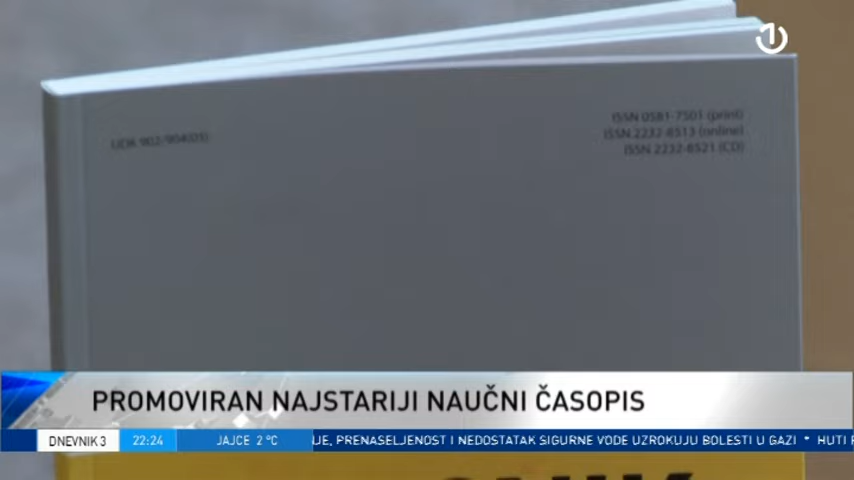 UDK 902/904(05)
ISSN 0581-7501 (print)
ISSN 2232-8513 (online)
ISSN 2232-8521 (CD)
PROMOVIRAN NAJSTARIJI NAUČNI ČASOPIS
DNEVNIK 3 22:24 JAJCE 2 °C JE, PRENASELJENOST I NEDOSTATAK SIGURNE VODE UZROKUJU BOLESTI U GAZI * HUTI